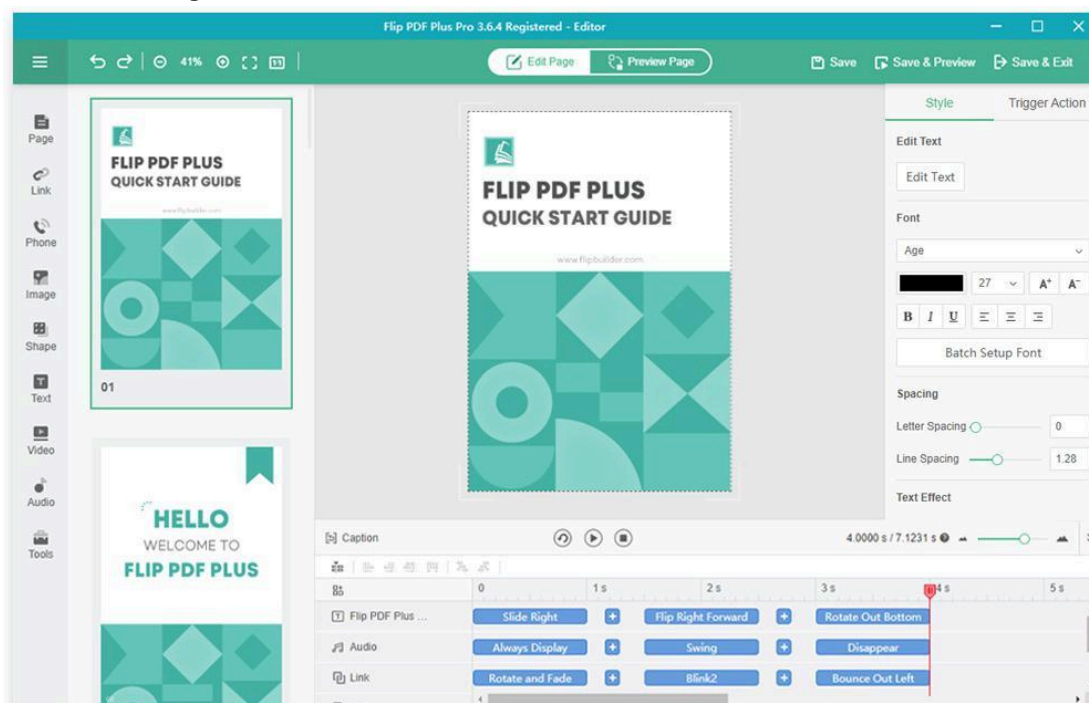 Flip PDF Plus Pro 3.6.4 Registered - Editor
41% Edit Page Preview Page Save Save & Preview Save & Exit
Page
Link
Phone
Image
Shape
Text
Video
Audio
Tools
FLIP PDF PLUS
QUICK START GUIDE
www.flipbuilder.com
01
HELLO
WELCOME TO
FLIP PDF PLUS
FLIP PDF PLUS
QUICK START GUIDE
www.flipbuilder.com
Style Trigger Action
Edit Text
Edit Text
Font
Age
27 A+ A-
B I U
Batch Setup Font
Spacing
Letter Spacing 0
Line Spacing 1.28
Text Effect
Caption 4.0000 s / 7.1231 s
0 1 s 2 s 3 s 4 s 5 s
Flip PDF Plus ... Slide Right + Flip Right Forward + Rotate Out Bottom
Audio Always Display + Swing + Disappear
Link Rotate and Fade + Blink2 + Bounce Out Left